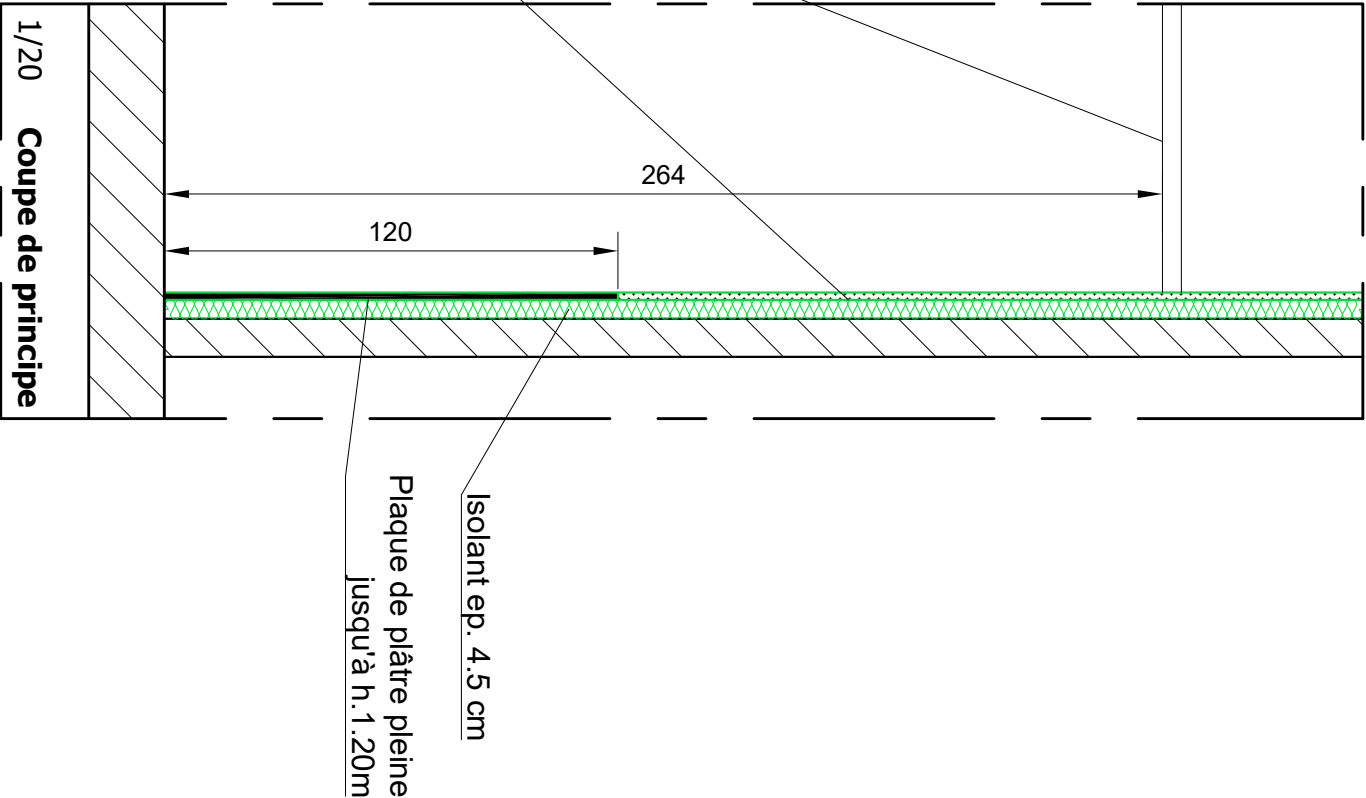 264
120
Isolant ep. 4.5 cm
Plaque de plâtre pleine
jusqu'à h.1.20m
1/20 Coupe de principe